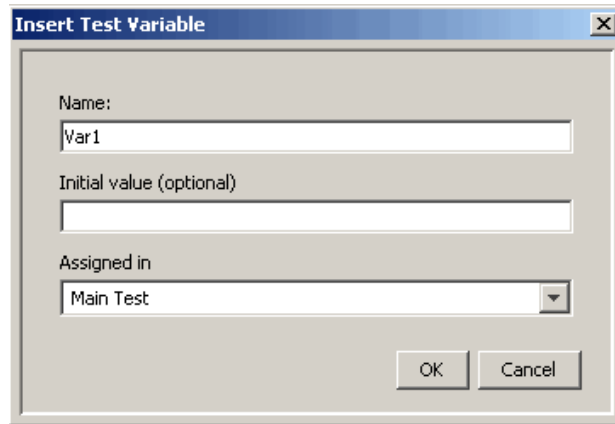 Insert Test Variable
Name:
Var1
Initial value (optional)
Assigned in
Main Test
OK Cancel